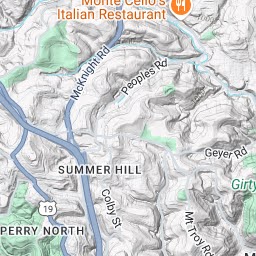 Monte Cello's
Italian Restaurant
McKnight Rd
Peoples Rd
Geyer Rd
SUMMER HILL
Girty
Colby St
19
Mt Troy Rd
PERRY NORTH
M